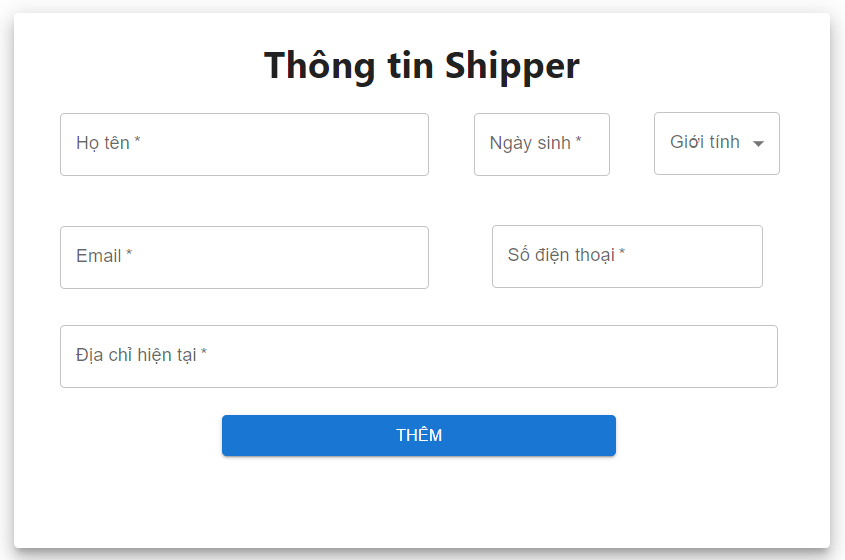 Thông tin Shipper
Họ tên *
Ngày sinh *
Giới tính
Email *
Số điện thoại *
Địa chỉ hiện tại *
THÊM